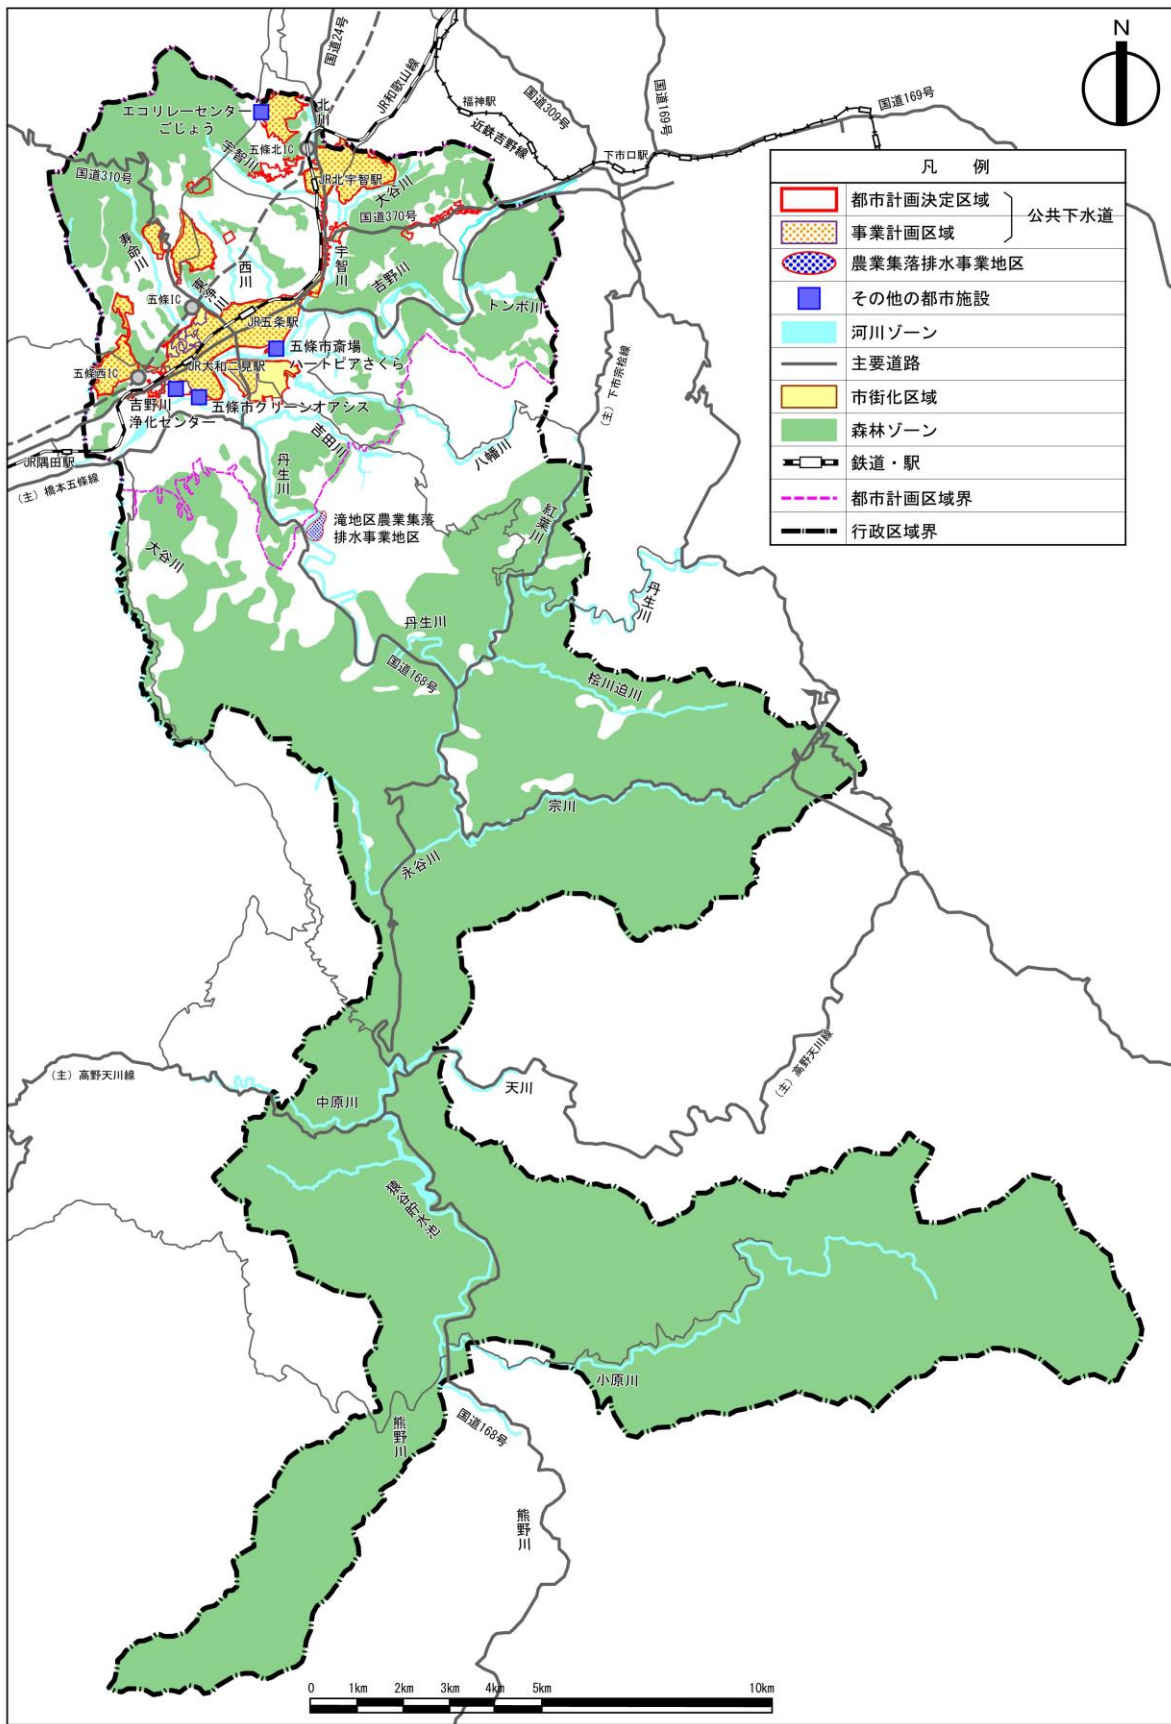 国道24号
JR和歌山線
福神駅
国道309号
国道169号
国道169号
近鉄吉野線
下市口駅
N
エコリレーセンター
ごじょう
北川
五條北IC
宇智川
JR北宇智駅
国道310号
大谷川
国道370号
寿命川
西川
宇智川
吉野川
東浄川
トンボ川
五條IC
JR五条駅
五條市斎場
ハートピアさくら
JR大和二見駅
五條西IC
吉野川
浄化センター
五條市クリーンオアシス
吉田川
八幡川
JR隅田駅
(主)橋本五條線
(主)下市宗桧線
丹生川
滝地区農業集落
排水事業地区
紅葉川
大谷川
丹生川
丹生川
国道168号
桧川迫川
宗川
永谷川
(主)高野天川線
中原川
天川
(主)高野天川線
猿谷貯水池
小原川
熊野川
国道168号
熊野川
凡 例
都市計画決定区域
事業計画区域
公共下水道
農業集落排水事業地区
その他の都市施設
河川ゾーン
主要道路
市街化区域
森林ゾーン
鉄道・駅
都市計画区域界
行政区域界
0 1km 2km 3km 4km 5km 10km